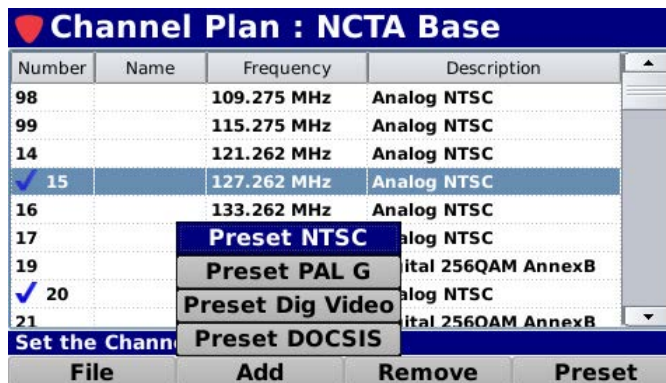 Channel Plan : NCTA Base
Number Name Frequency Description
98 109.275 MHz Analog NTSC
99 115.275 MHz Analog NTSC
14 121.262 MHz Analog NTSC
15 127.262 MHz Analog NTSC
16 133.262 MHz Analog NTSC
17 alog NTSC
19 ital 256QAM AnnexB
20 alog NTSC
21 ital 256QAM AnnexB
Preset NTSC
Preset PAL G
Preset Dig Video
Preset DOCSIS
Set the Chann
File Add Remove Preset